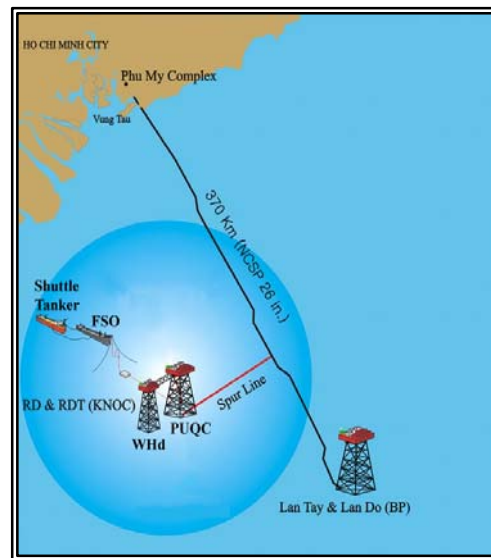 HO CHI MINH CITY
Phu My Complex
Vung Tau
370 Km (NCSP 26 in.)
Shuttle
Tanker
FSO
RD & RDT (KNOC)
PUQC
WHd
Spur Line
Lan Tay & Lan Do (BP)